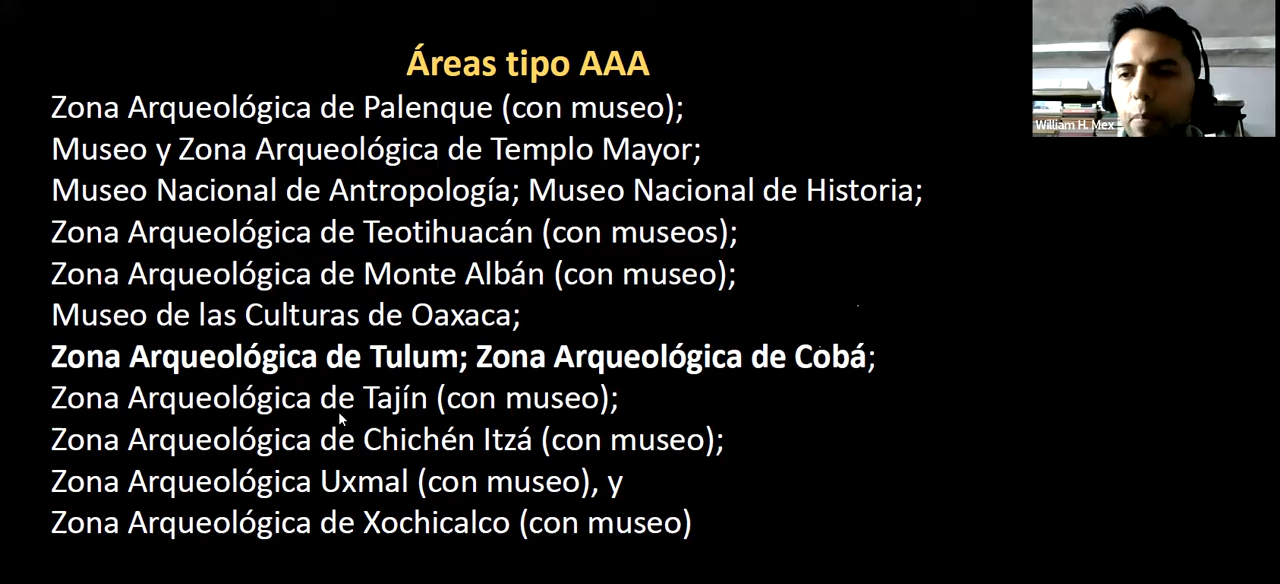 Áreas tipo AAA
Zona Arqueológica de Palenque (con museo);
Museo y Zona Arqueológica de Templo Mayor;
Museo Nacional de Antropología; Museo Nacional de Historia;
Zona Arqueológica de Teotihuacán (con museos);
Zona Arqueológica de Monte Albán (con museo);
Museo de las Culturas de Oaxaca;
Zona Arqueológica de Tulum; Zona Arqueológica de Cobá;
Zona Arqueológica de Tajín (con museo);
Zona Arqueológica de Chichén Itzá (con museo);
Zona Arqueológica Uxmal (con museo), y
Zona Arqueológica de Xochicalco (con museo)
William H. Mex